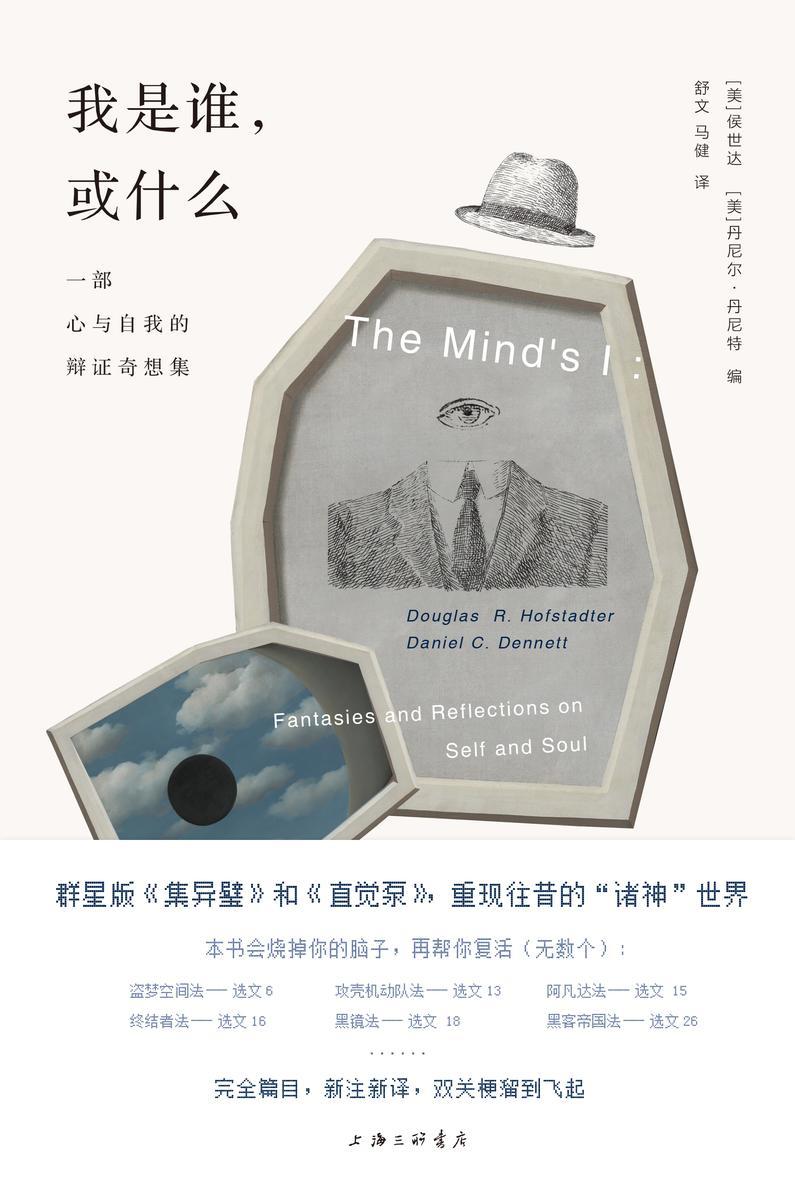 我是谁，
或什么
一部
心与自我的
辩证奇想集
[美]侯世达 [美]丹尼尔·丹尼特 编
舒文 马健 译
The Mind's I :
Douglas R. Hofstadter
Daniel C. Dennett
Fantasies and Reflections on
Self and Soul
群星版《集异璧》和《直觉泵》，重现往昔的“诸神”世界
本书会烧掉你的脑子，再帮你复活（无数个）：
盗梦空间法── 选文 6 攻壳机动队法── 选文 13 阿凡达法── 选文 15
终结者法── 选文 16 黑镜法── 选文 18 黑客帝国法── 选文 26
······
完全篇目，新注新译，双关梗溜到飞起
上海三联书店